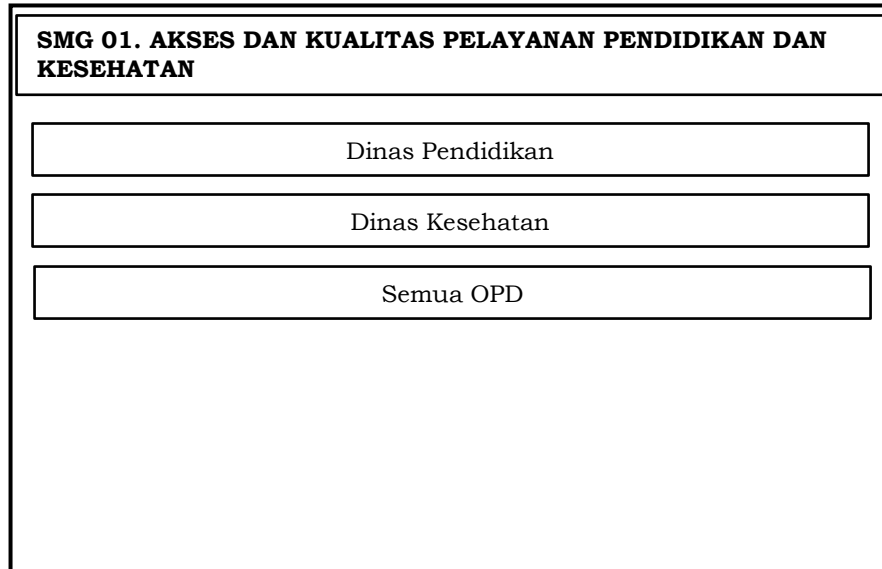 SMG 01. AKSES DAN KUALITAS PELAYANAN PENDIDIKAN DAN
KESEHATAN
Dinas Pendidikan
Dinas Kesehatan
Semua OPD